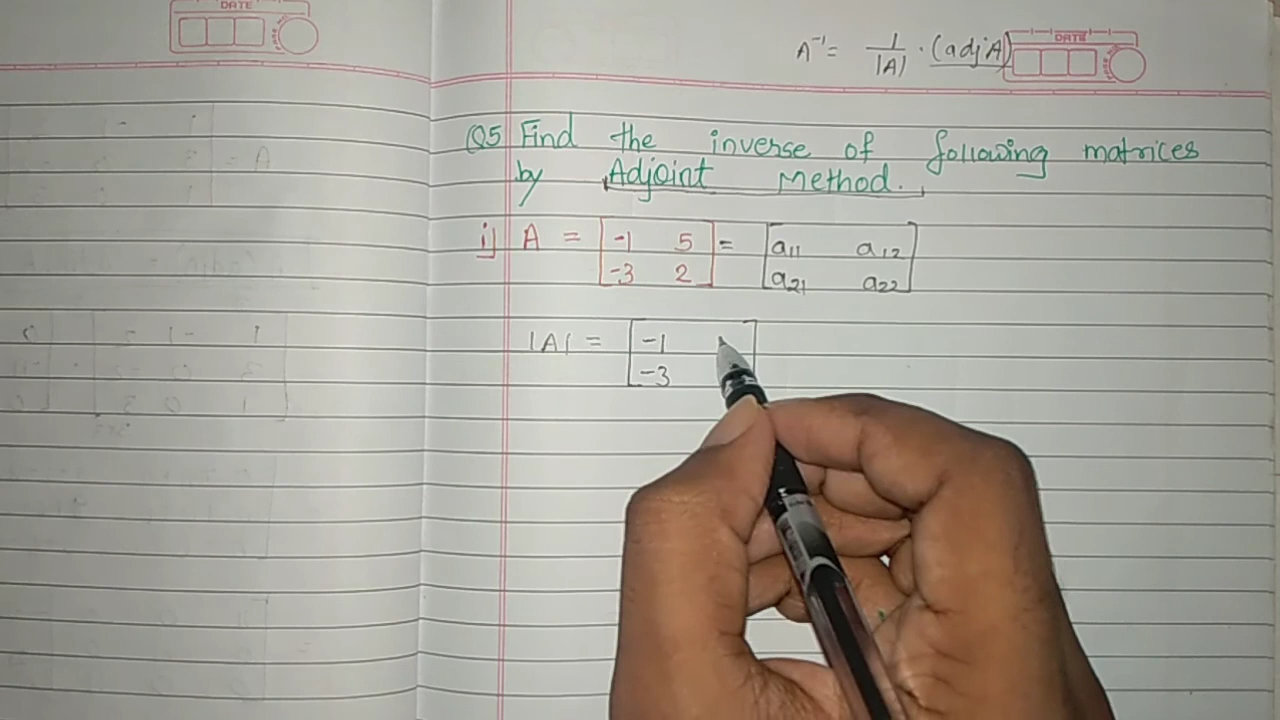 DATE
DATE
A⁻¹ = 1/|A| . (adj A)
Q5 Find the inverse of following matrices
by Adjoint Method.
i) A = [ -1 5 = [ a₁₁ a₁₂
-3 2 ] a₂₁ a₂₂ ]
|A| = [ -1
-3 ]